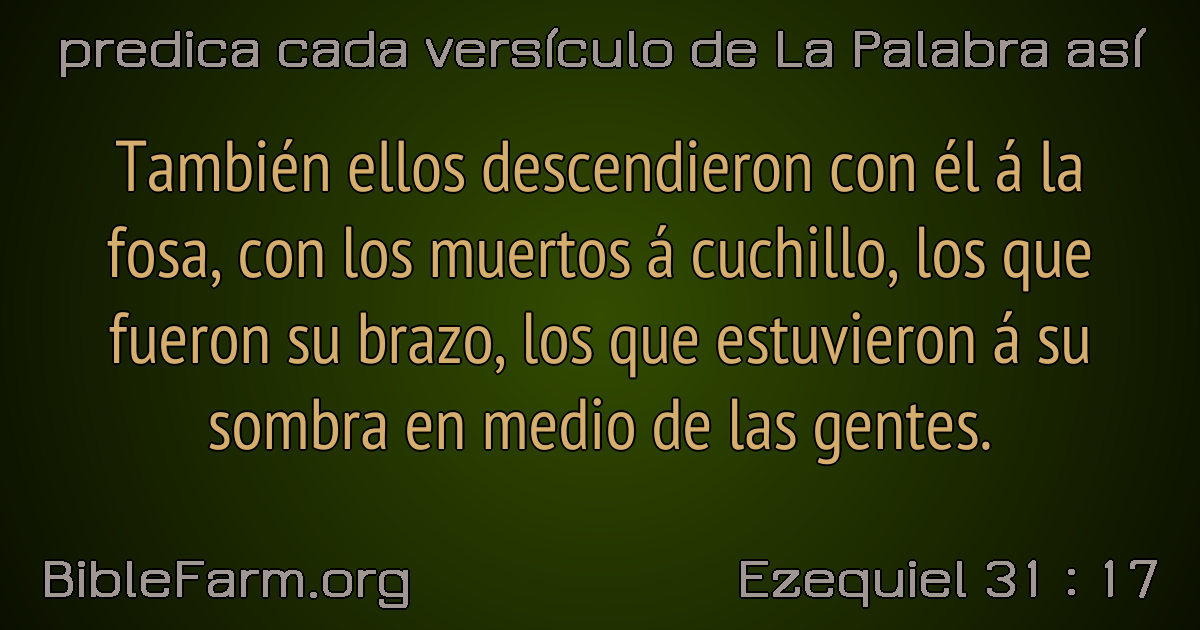 predica cada versículo de La Palabra así
También ellos descendieron con él á la
fosa, con los muertos á cuchillo, los que
fueron su brazo, los que estuvieron á su
sombra en medio de las gentes.
BibleFarm.org
Ezequiel 31 : 17